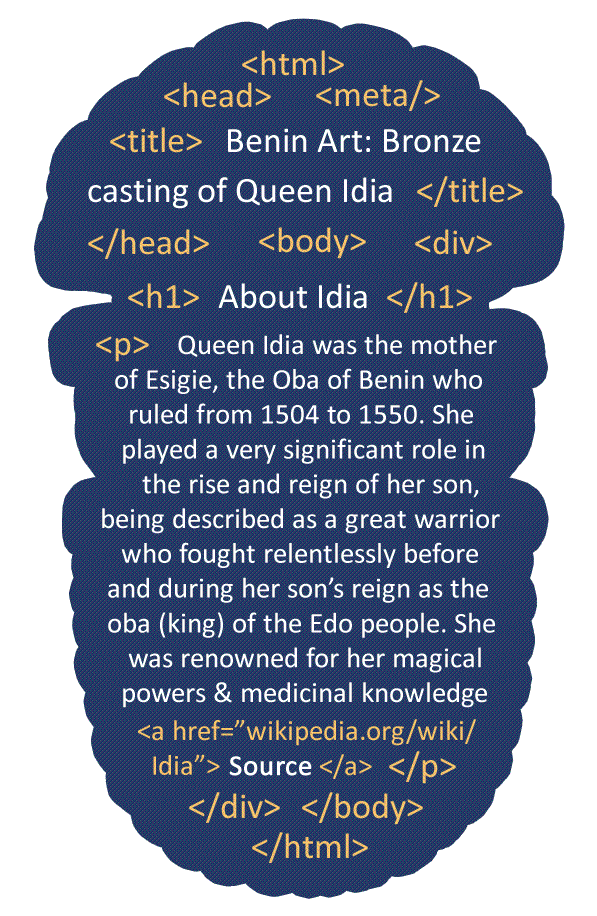 <html>
<head> <meta/>
<title> Benin Art: Bronze
casting of Queen Idia </title>
</head> <body> <div>
<h1> About Idia </h1>
<p> Queen Idia was the mother
of Esigie, the Oba of Benin who
ruled from 1504 to 1550. She
played a very significant role in
the rise and reign of her son,
being described as a great warrior
who fought relentlessly before
and during her son’s reign as the
oba (king) of the Edo people. She
was renowned for her magical
powers & medicinal knowledge
<a href=”wikipedia.org/wiki/
Idia”> Source </a> </p>
</div> </body>
</html>